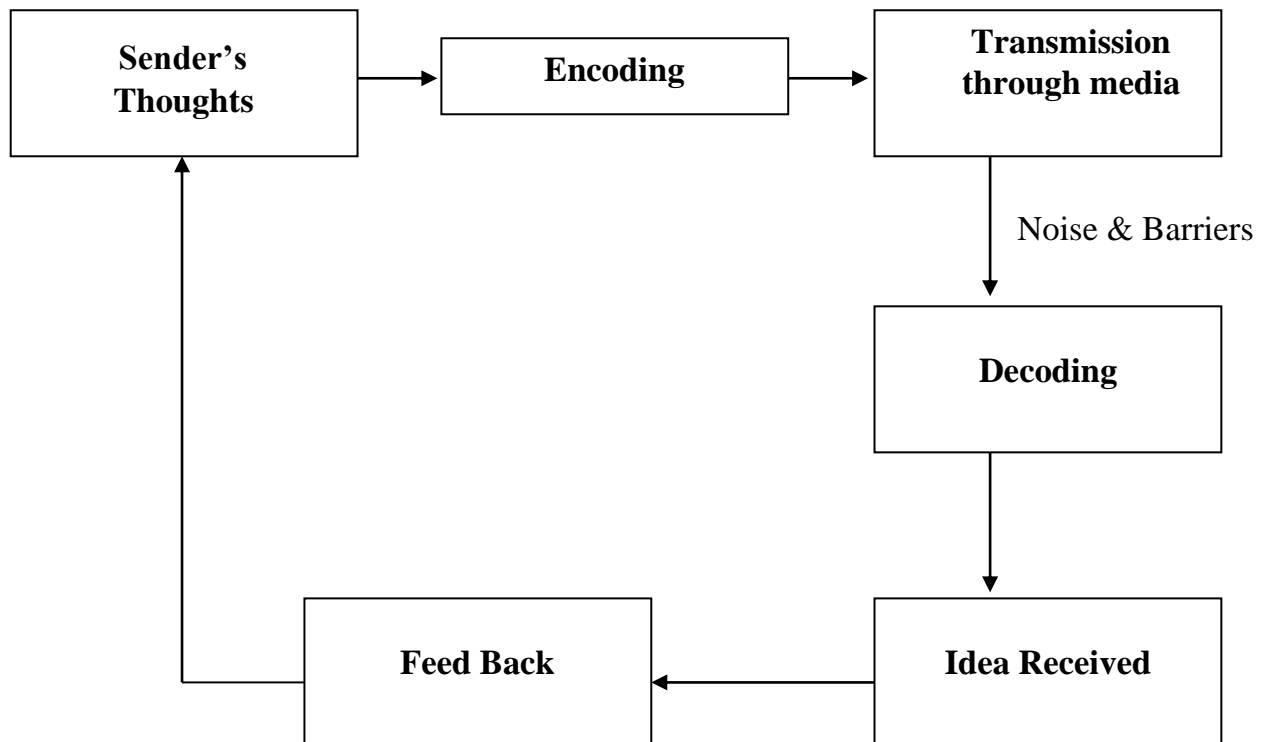 Sender’s
Thoughts
Encoding
Transmission
through media
Noise & Barriers
Decoding
Idea Received
Feed Back